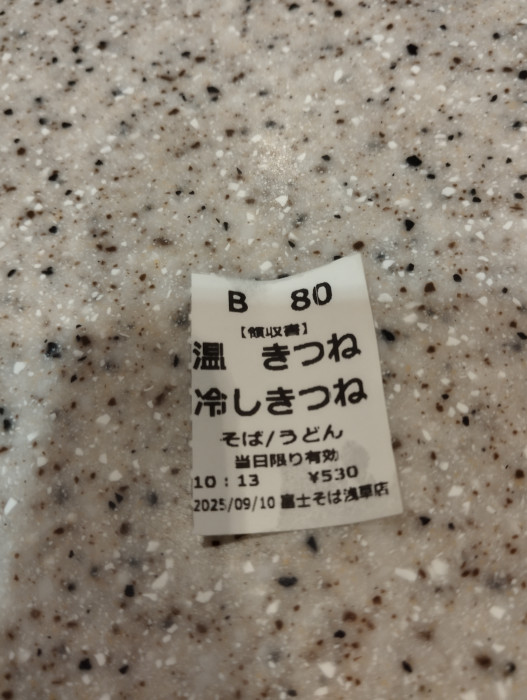 B 80
【領収書】
温 きつね
冷しきつね
そば/うどん
当日限り有効
10：13 ¥530
2025/09/10 富士そば浅草店